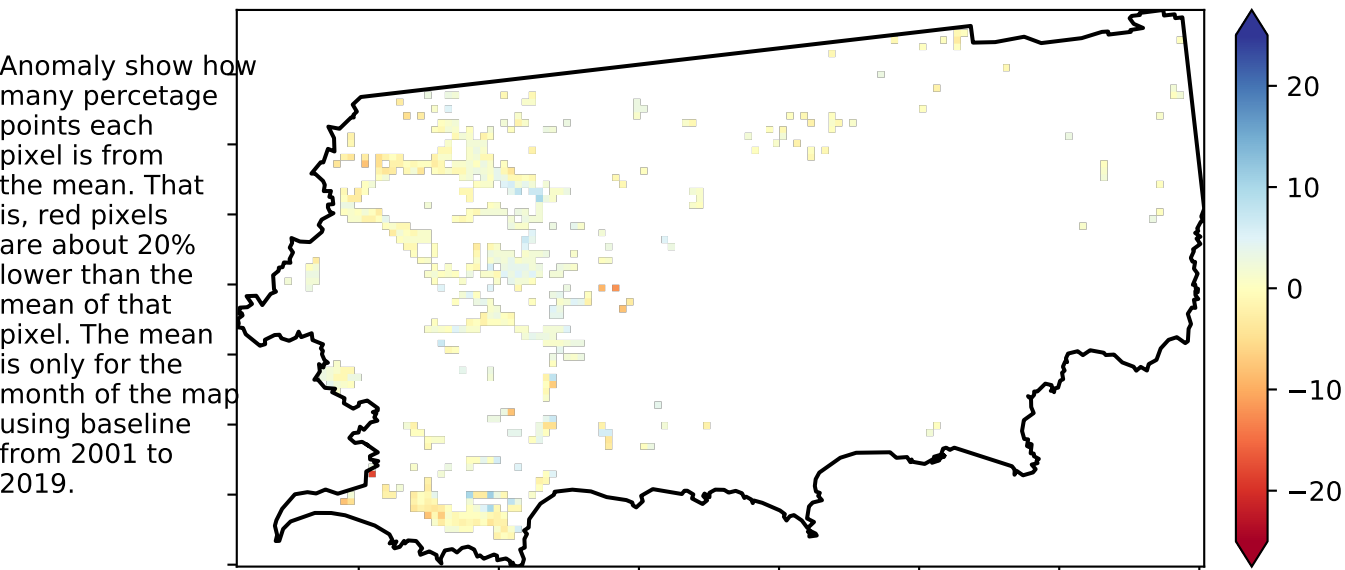 Anomaly show how
many percetage
points each
pixel is from
the mean. That
is, red pixels
are about 20%
lower than the
mean of that
pixel. The mean
is only for the
month of the map
using baseline
from 2001 to
2019.
20
10
0
−10
−20